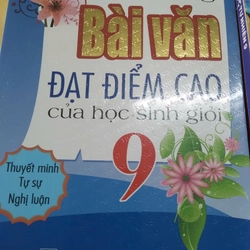 Bài văn
ĐẠT ĐIỂM CAO
của học sinh giỏi
9
Thuyết minh
Tự sự
Nghị luận